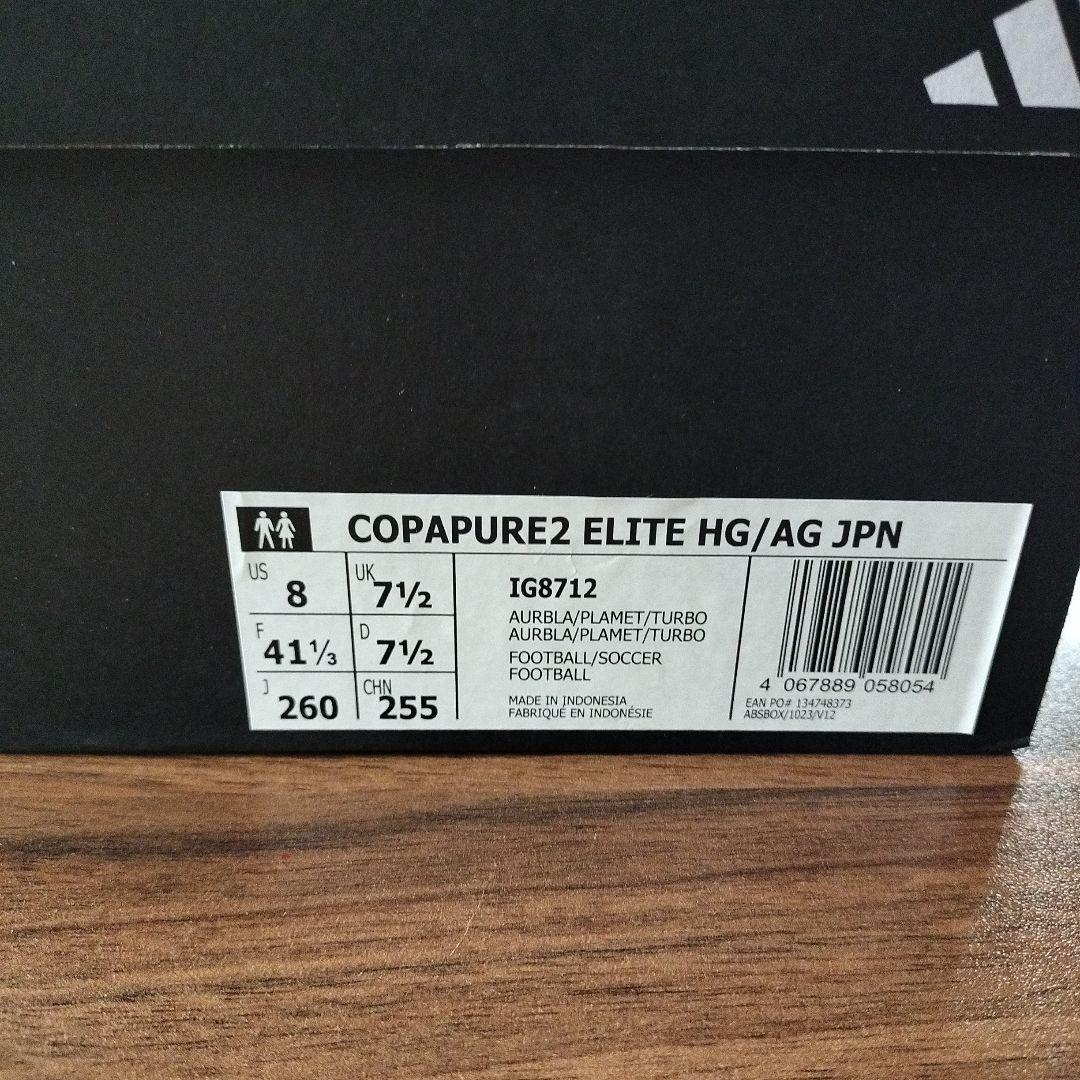 COPAPURE2 ELITE HG/AG JPN
US 8 UK 7½
F 41⅓ D 7½
J 260 CHN 255
IG8712
AURBLA/PLAMET/TURBO
AURBLA/PLAMET/TURBO
FOOTBALL/SOCCER
FOOTBALL
MADE IN INDONESIA
FABRIQUÉ EN INDONÉSIE
4 067889 058054
EAN PO# 134748373
ABSBOX/1023/V12